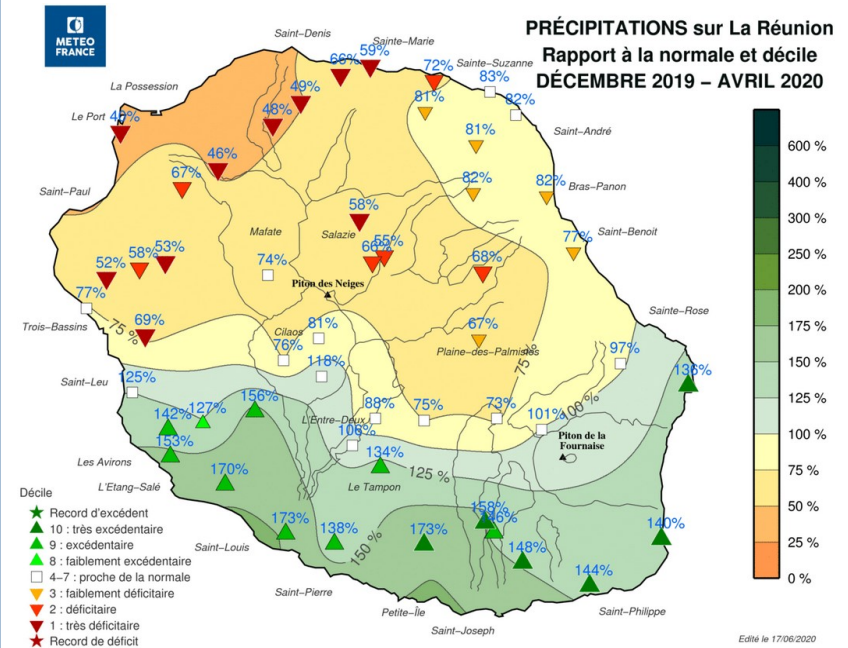 METEO
FRANCE
PRÉCIPITATIONS sur La Réunion
Rapport à la normale et décile
DÉCEMBRE 2019 – AVRIL 2020
Saint–Denis
59%
Sainte–Marie
66%
72%
Sainte–Suzanne
83%
La Possession
49%
81%
82%
Le Port
48%
81%
Saint–André
46%
67%
82%
82%
Bras–Panon
Saint–Paul
58%
Mafate
Salazie
55%
66%
77%
Saint–Benoit
52%
58%
53%
74%
68%
Piton des Neiges
77%
Trois–Bassins
75 %
69%
Cilaos
81%
76%
67%
Plaine–des–Palmistes
75 %
Sainte–Rose
97%
118%
136%
Saint–Leu
125%
142%
127%
156%
L'Entre–Deux
88%
75%
73%
101%
100 %
106%
Piton de la
Fournaise
153%
Les Avirons
134%
125 %
L'Etang–Salé
170%
Le Tampon
158%
146%
173%
138%
150 %
173%
148%
140%
Saint–Louis
144%
Saint–Pierre
Petite–Île
Saint–Joseph
Saint–Philippe
600 %
400 %
300 %
250 %
200 %
175 %
150 %
125 %
100 %
75 %
50 %
25 %
0 %
Décile
Record d'excédent
10 : très excédentaire
9 : excédentaire
8 : faiblement excédentaire
4–7 : proche de la normale
3 : faiblement déficitaire
2 : déficitaire
1 : très déficitaire
Record de déficit
Edité le 17/06/2020